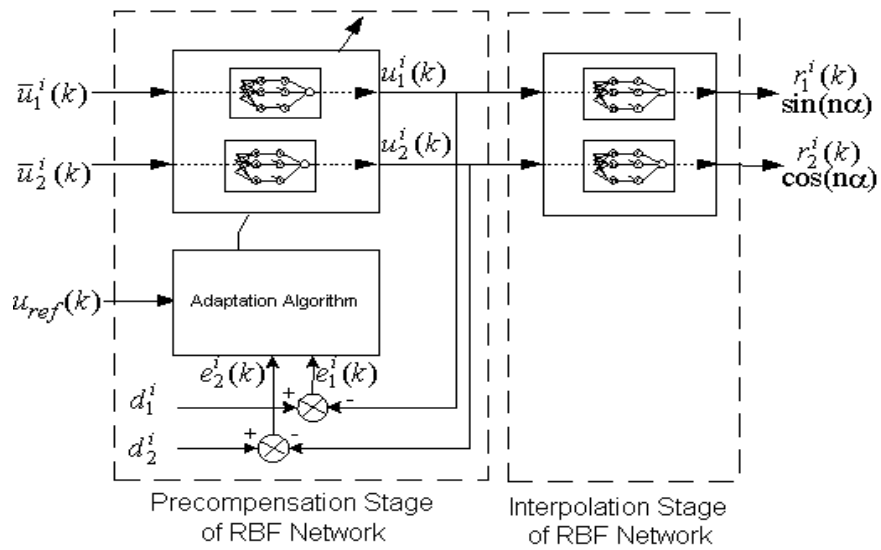 ū₁ⁱ(k)
u₁ⁱ(k)
r₁ⁱ(k)
sin(nα)
ū₂ⁱ(k)
u₂ⁱ(k)
r₂ⁱ(k)
cos(nα)
u_ref(k)
Adaptation Algorithm
e₂ⁱ(k)
e₁ⁱ(k)
d₁ⁱ
+
-
d₂ⁱ
+
-
Precompensation Stage
of RBF Network
Interpolation Stage
of RBF Network